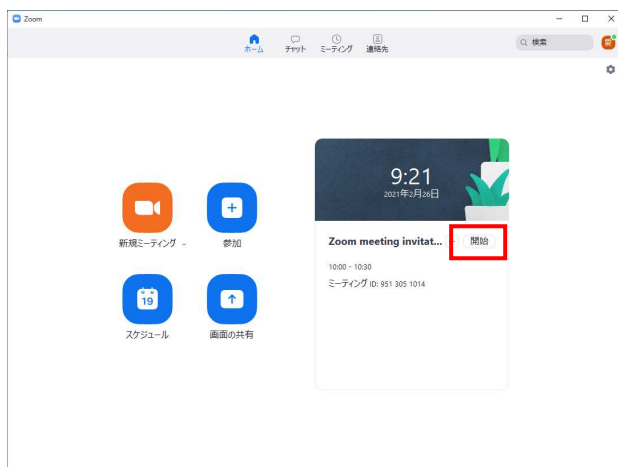 Zoom
ホーム
チャット
ミーティング
連絡先
検索
9:21
2021年2月26日
新規ミーティング
参加
Zoom meeting invitat...
開始
10:00 - 10:30
ミーティング ID: 951 305 1014
19
スケジュール
画面の共有